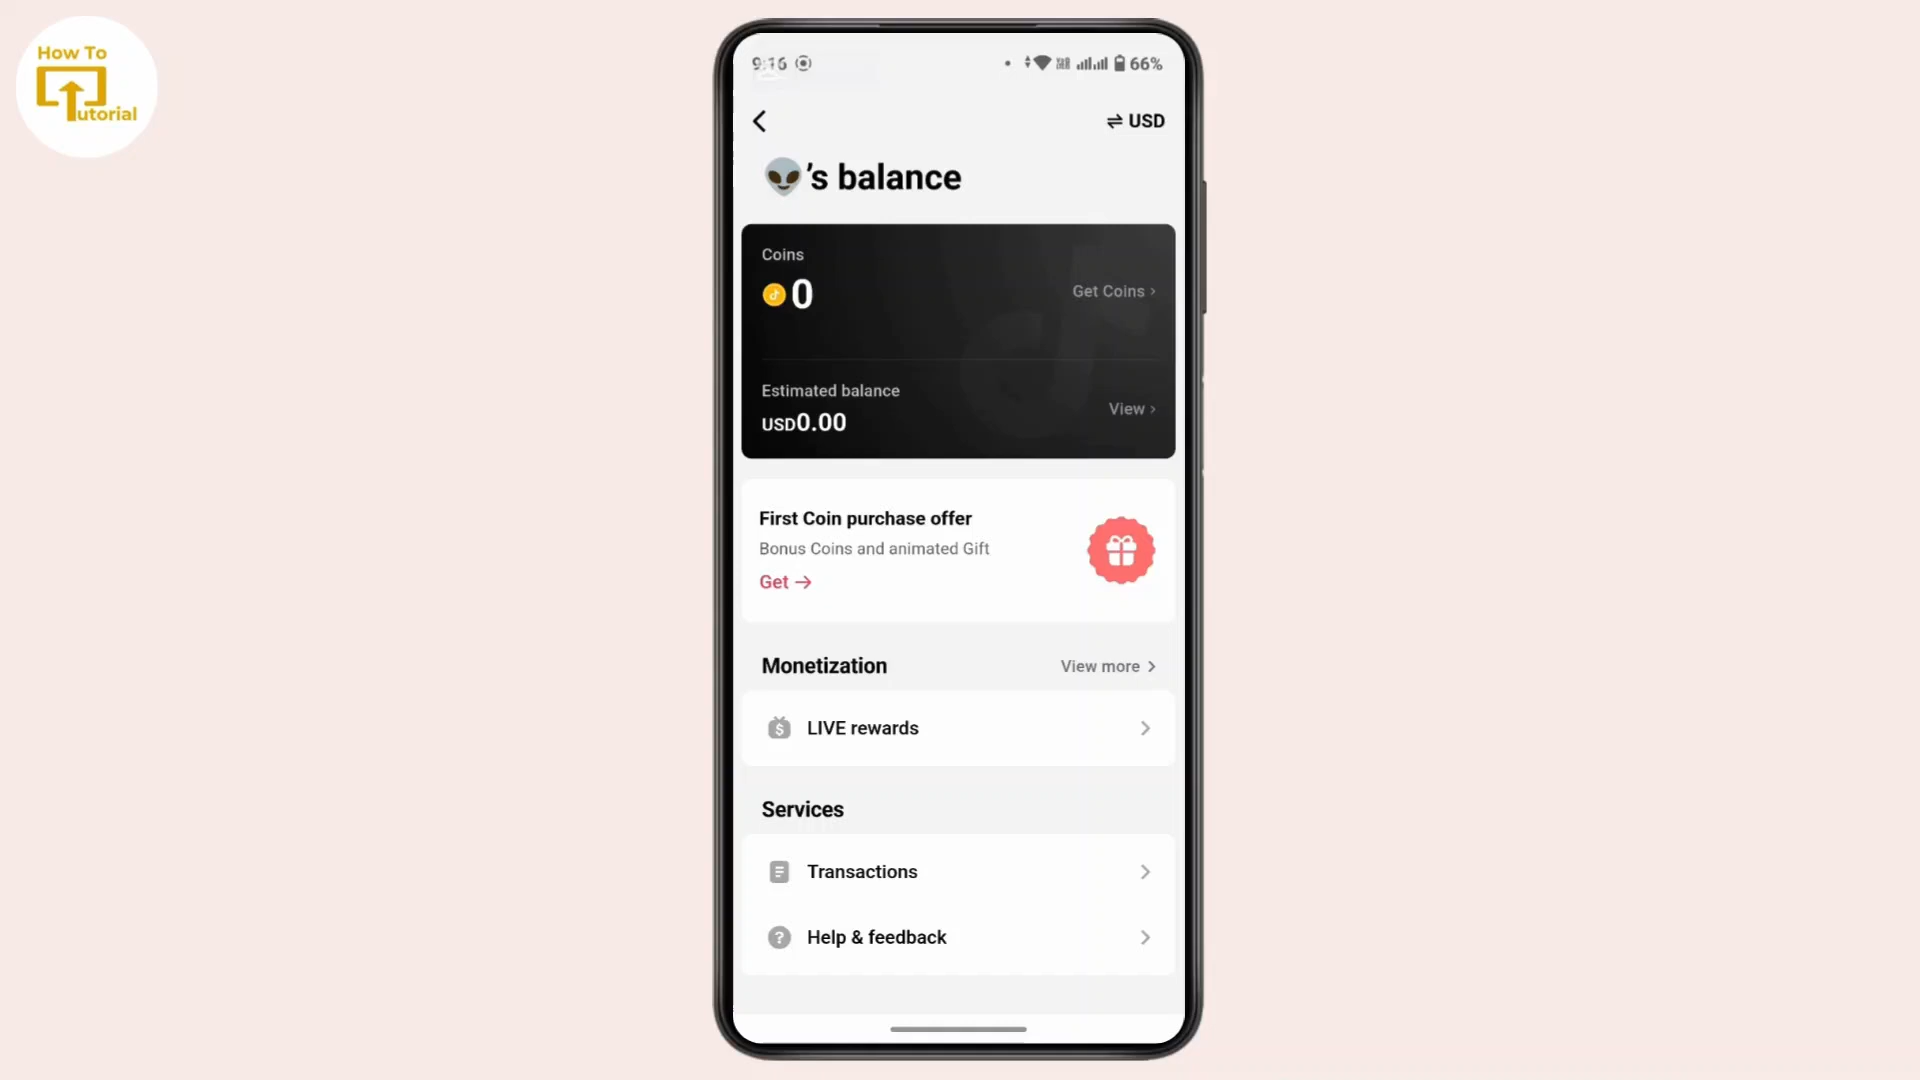 How To
Tutorial
9:16
66%
USD
👽's balance
Coins
0
Get Coins
Estimated balance
USD0.00
View
First Coin purchase offer
Bonus Coins and animated Gift
Get →
Monetization
View more
LIVE rewards
Services
Transactions
Help & feedback